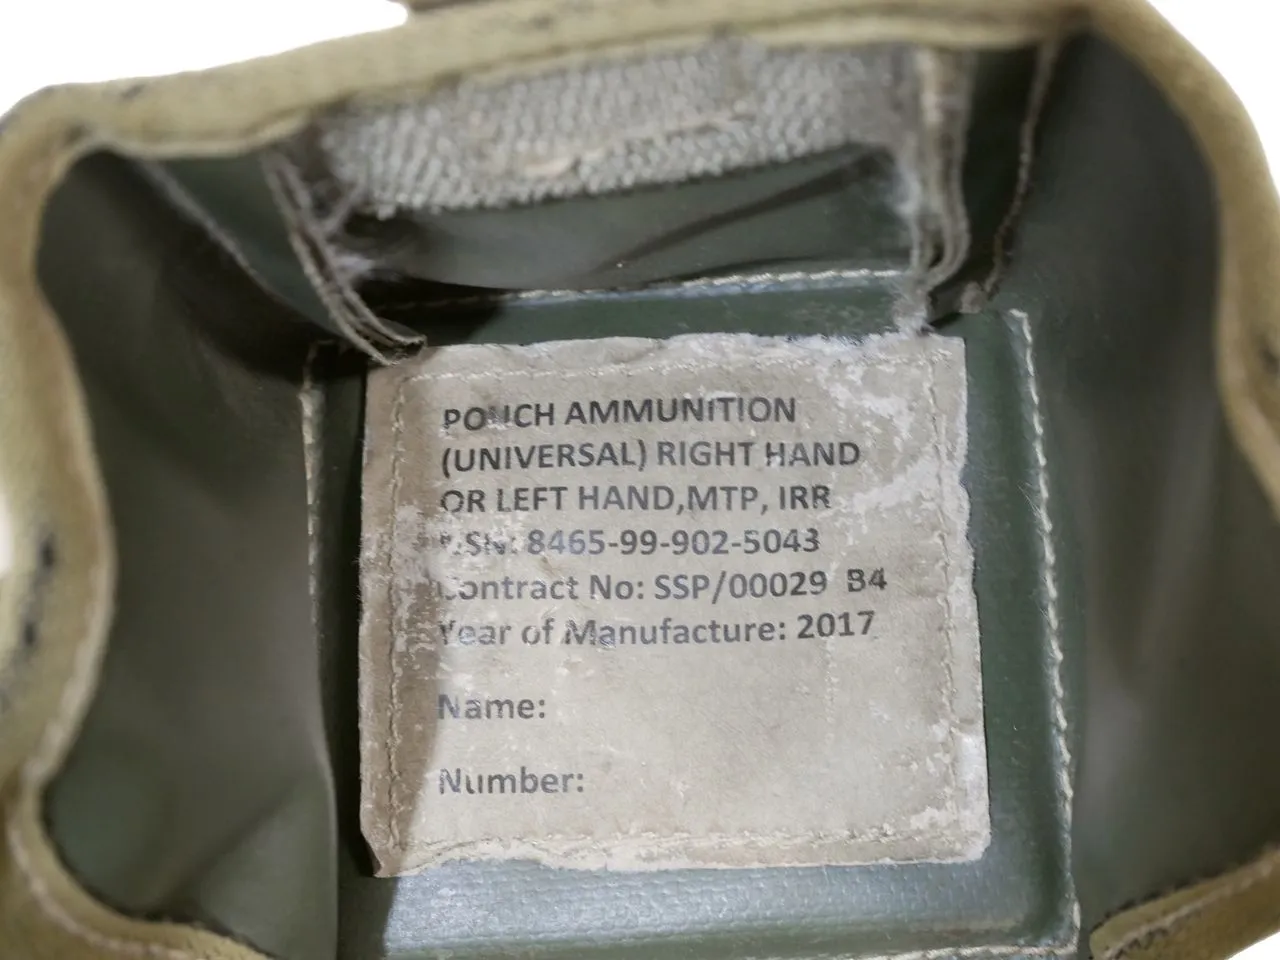 POUCH AMMUNITION
(UNIVERSAL) RIGHT HAND
OR LEFT HAND,MTP, IRR
NSN: 8465-99-902-5043
Contract No: SSP/00029 B4
Year of Manufacture: 2017
Name:
Number: